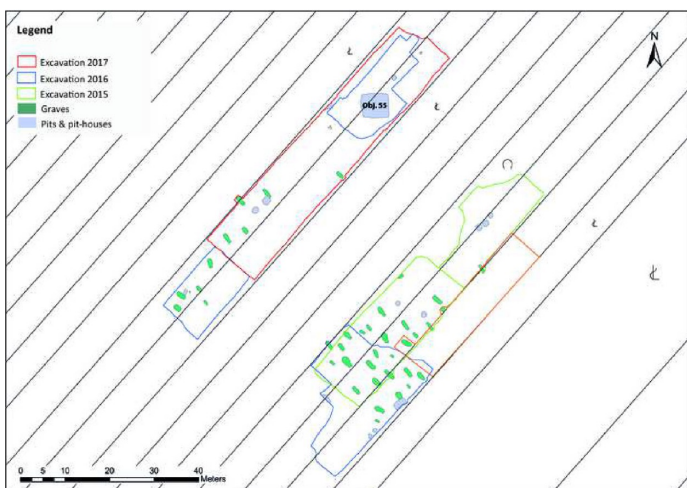 Legend
Excavation 2017
Excavation 2016
Excavation 2015
Graves
Pits & pit-houses
N
Obj. 55
0 5 10 20 30 40
Meters